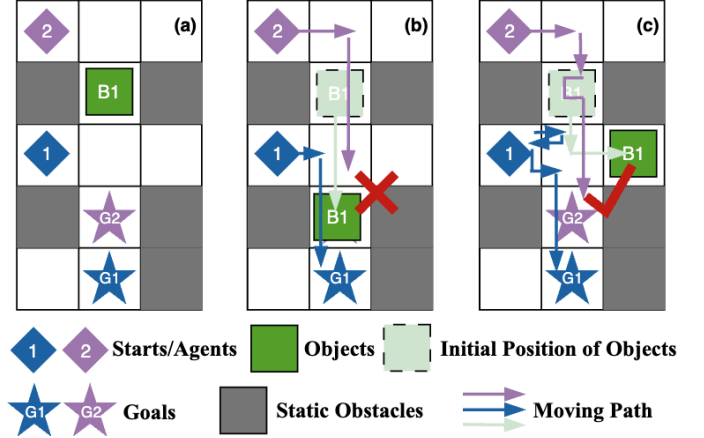 2 (a) 2 (b) 2 (c)
B1 B1 B1
1 1 1 B1
G2 B1 G2
G1 G1 G1
1 2 Starts/Agents Objects Initial Position of Objects
G1 G2 Goals Static Obstacles Moving Path